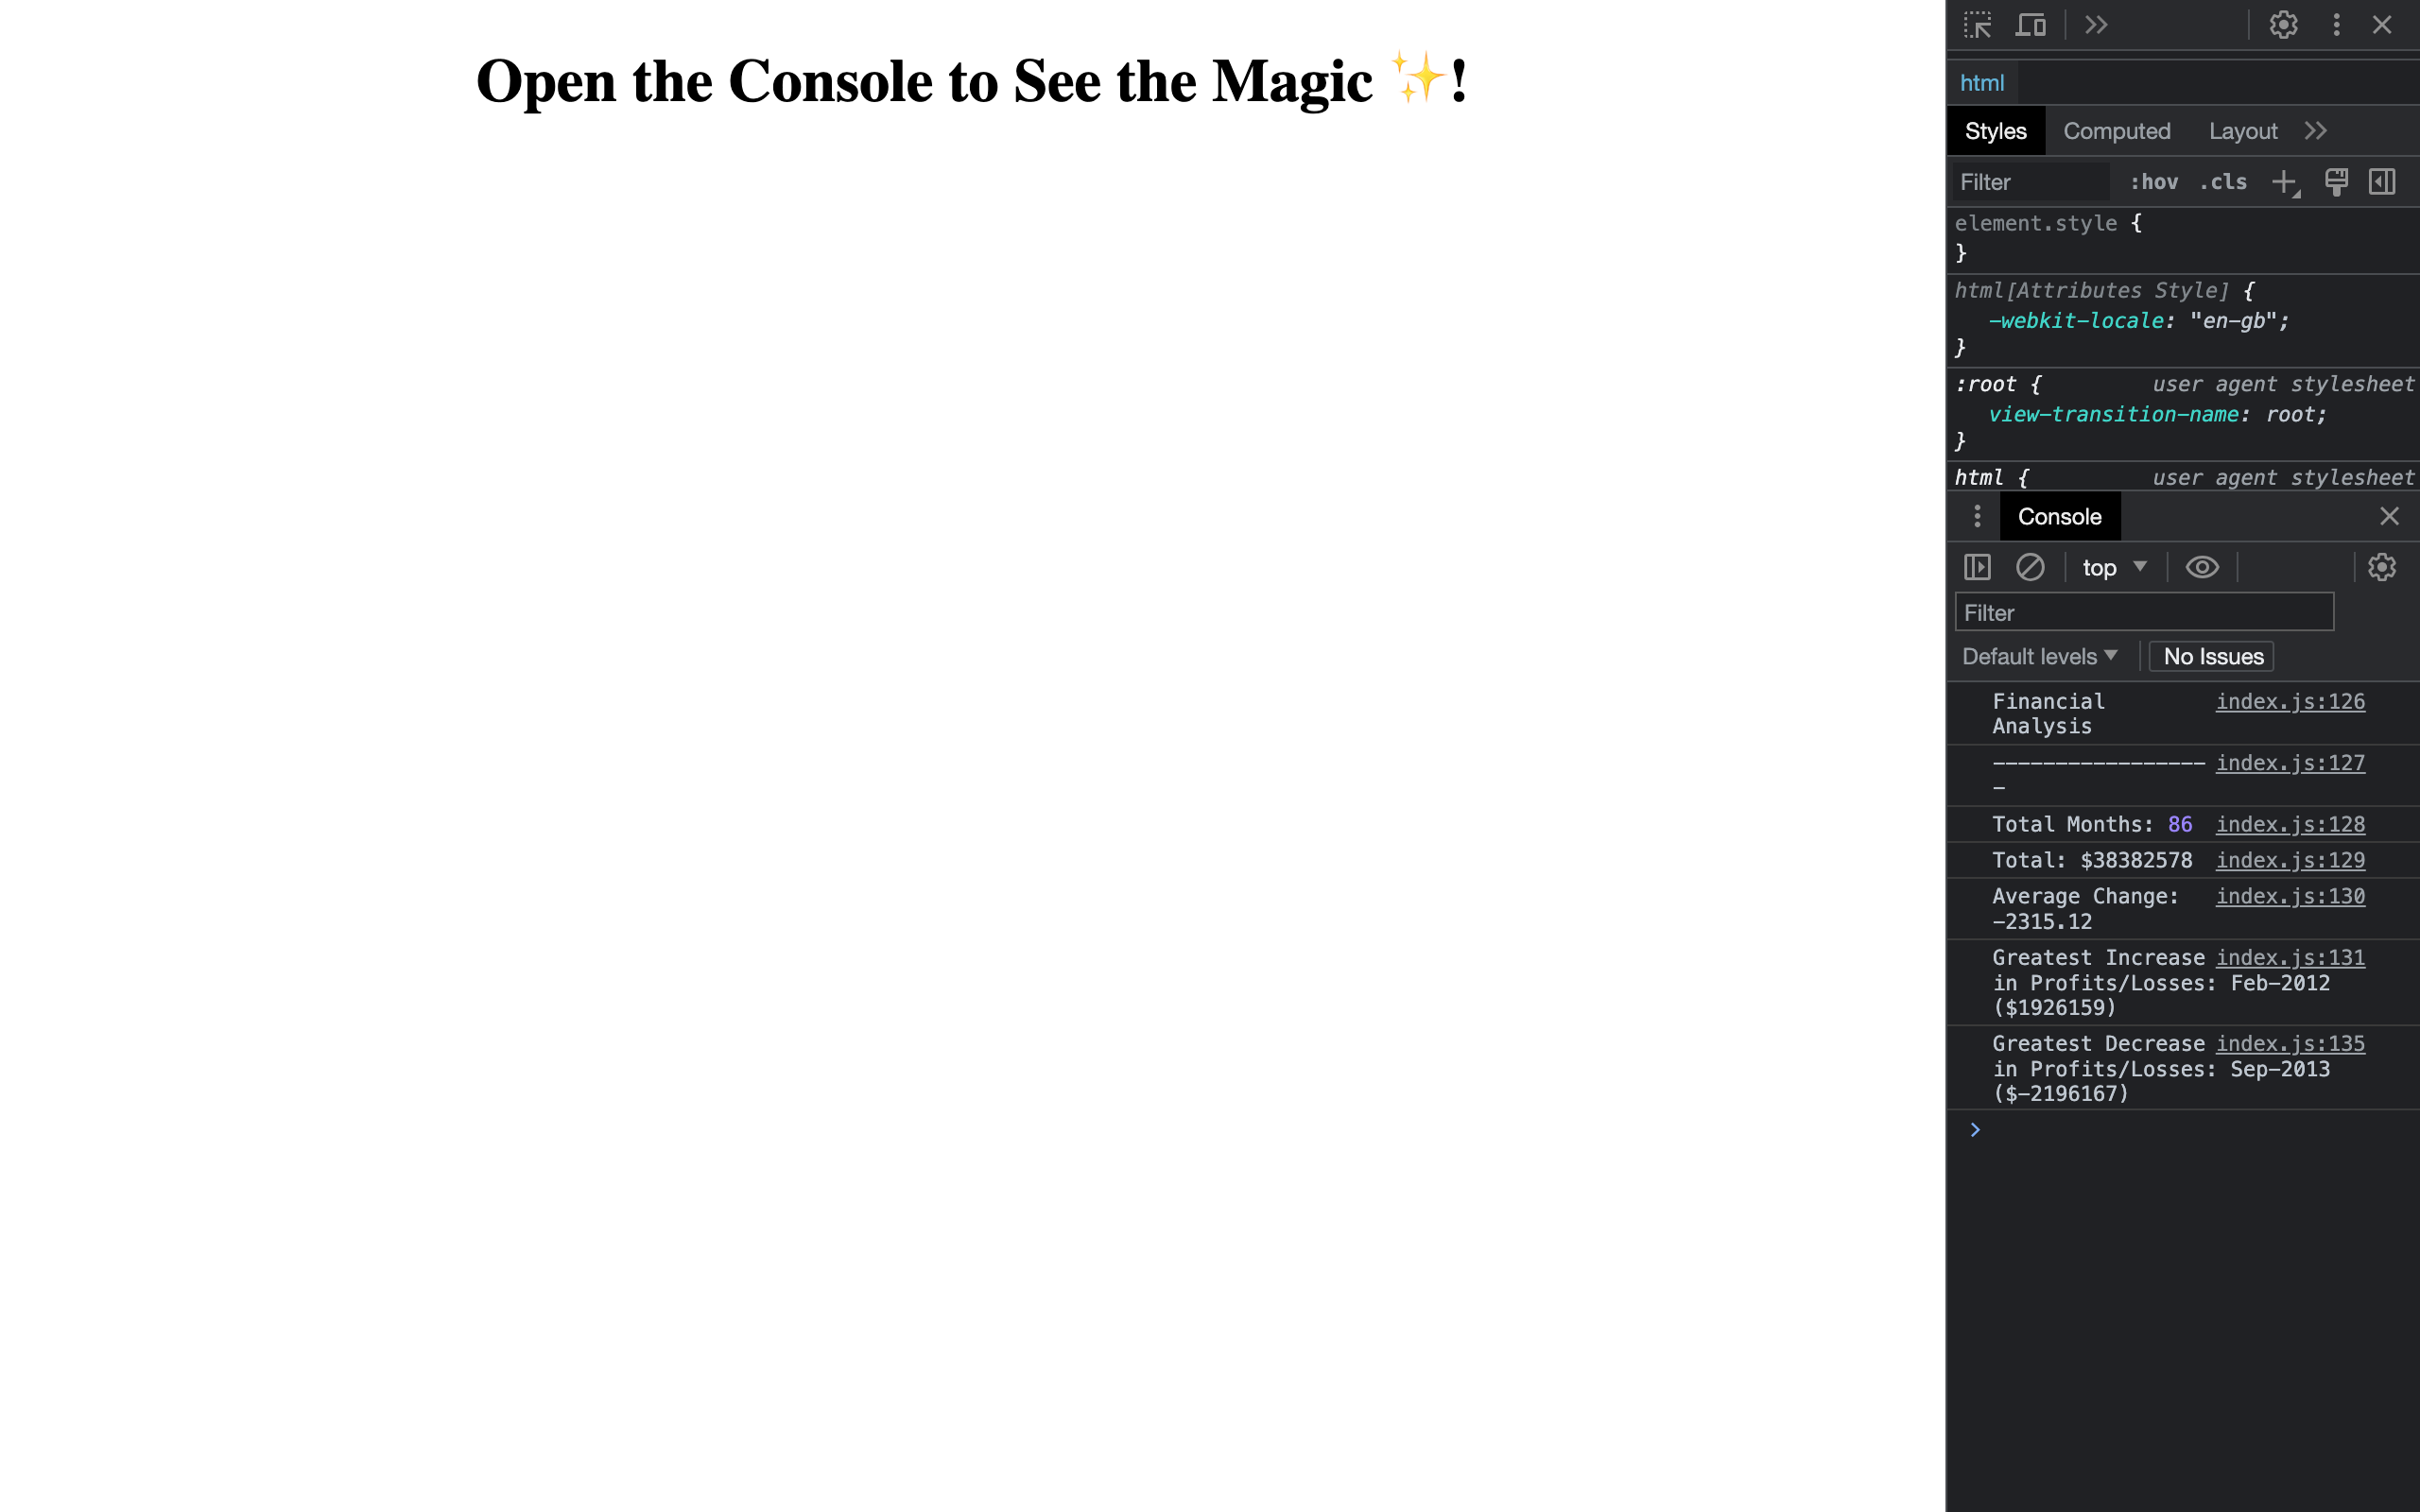 Open the Console to See the Magic ✨!
html
Styles Computed Layout
Filter :hov .cls
element.style {
}
html[Attributes Style] {
-webkit-locale: "en-gb";
}
:root { user agent stylesheet
view-transition-name: root;
}
html { user agent stylesheet
Console
top
Filter
Default levels No Issues
Financial index.js:126
Analysis
----------------- index.js:127
-
Total Months: 86 index.js:128
Total: $38382578 index.js:129
Average Change: index.js:130
-2315.12
Greatest Increase index.js:131
in Profits/Losses: Feb-2012
($1926159)
Greatest Decrease index.js:135
in Profits/Losses: Sep-2013
($-2196167)